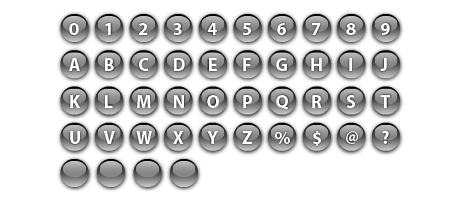 0 1 2 3 4 5 6 7 8 9
A B C D E F G H I J
K L M N O P Q R S T
U V W X Y Z % $ @ ?